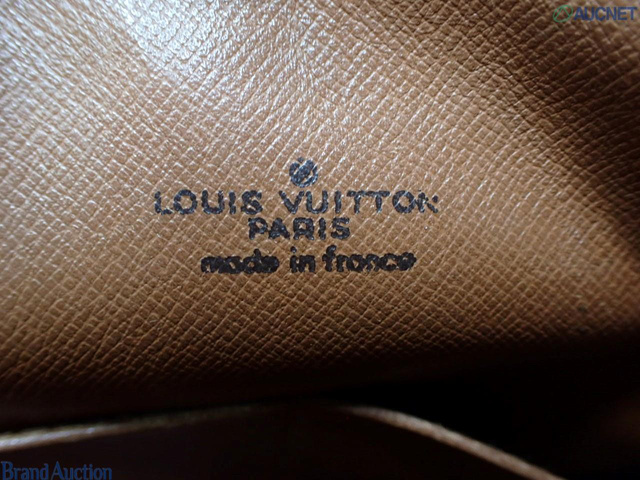 AUCNET
LOUIS VUITTON
PARIS
made in france
Brand Auction